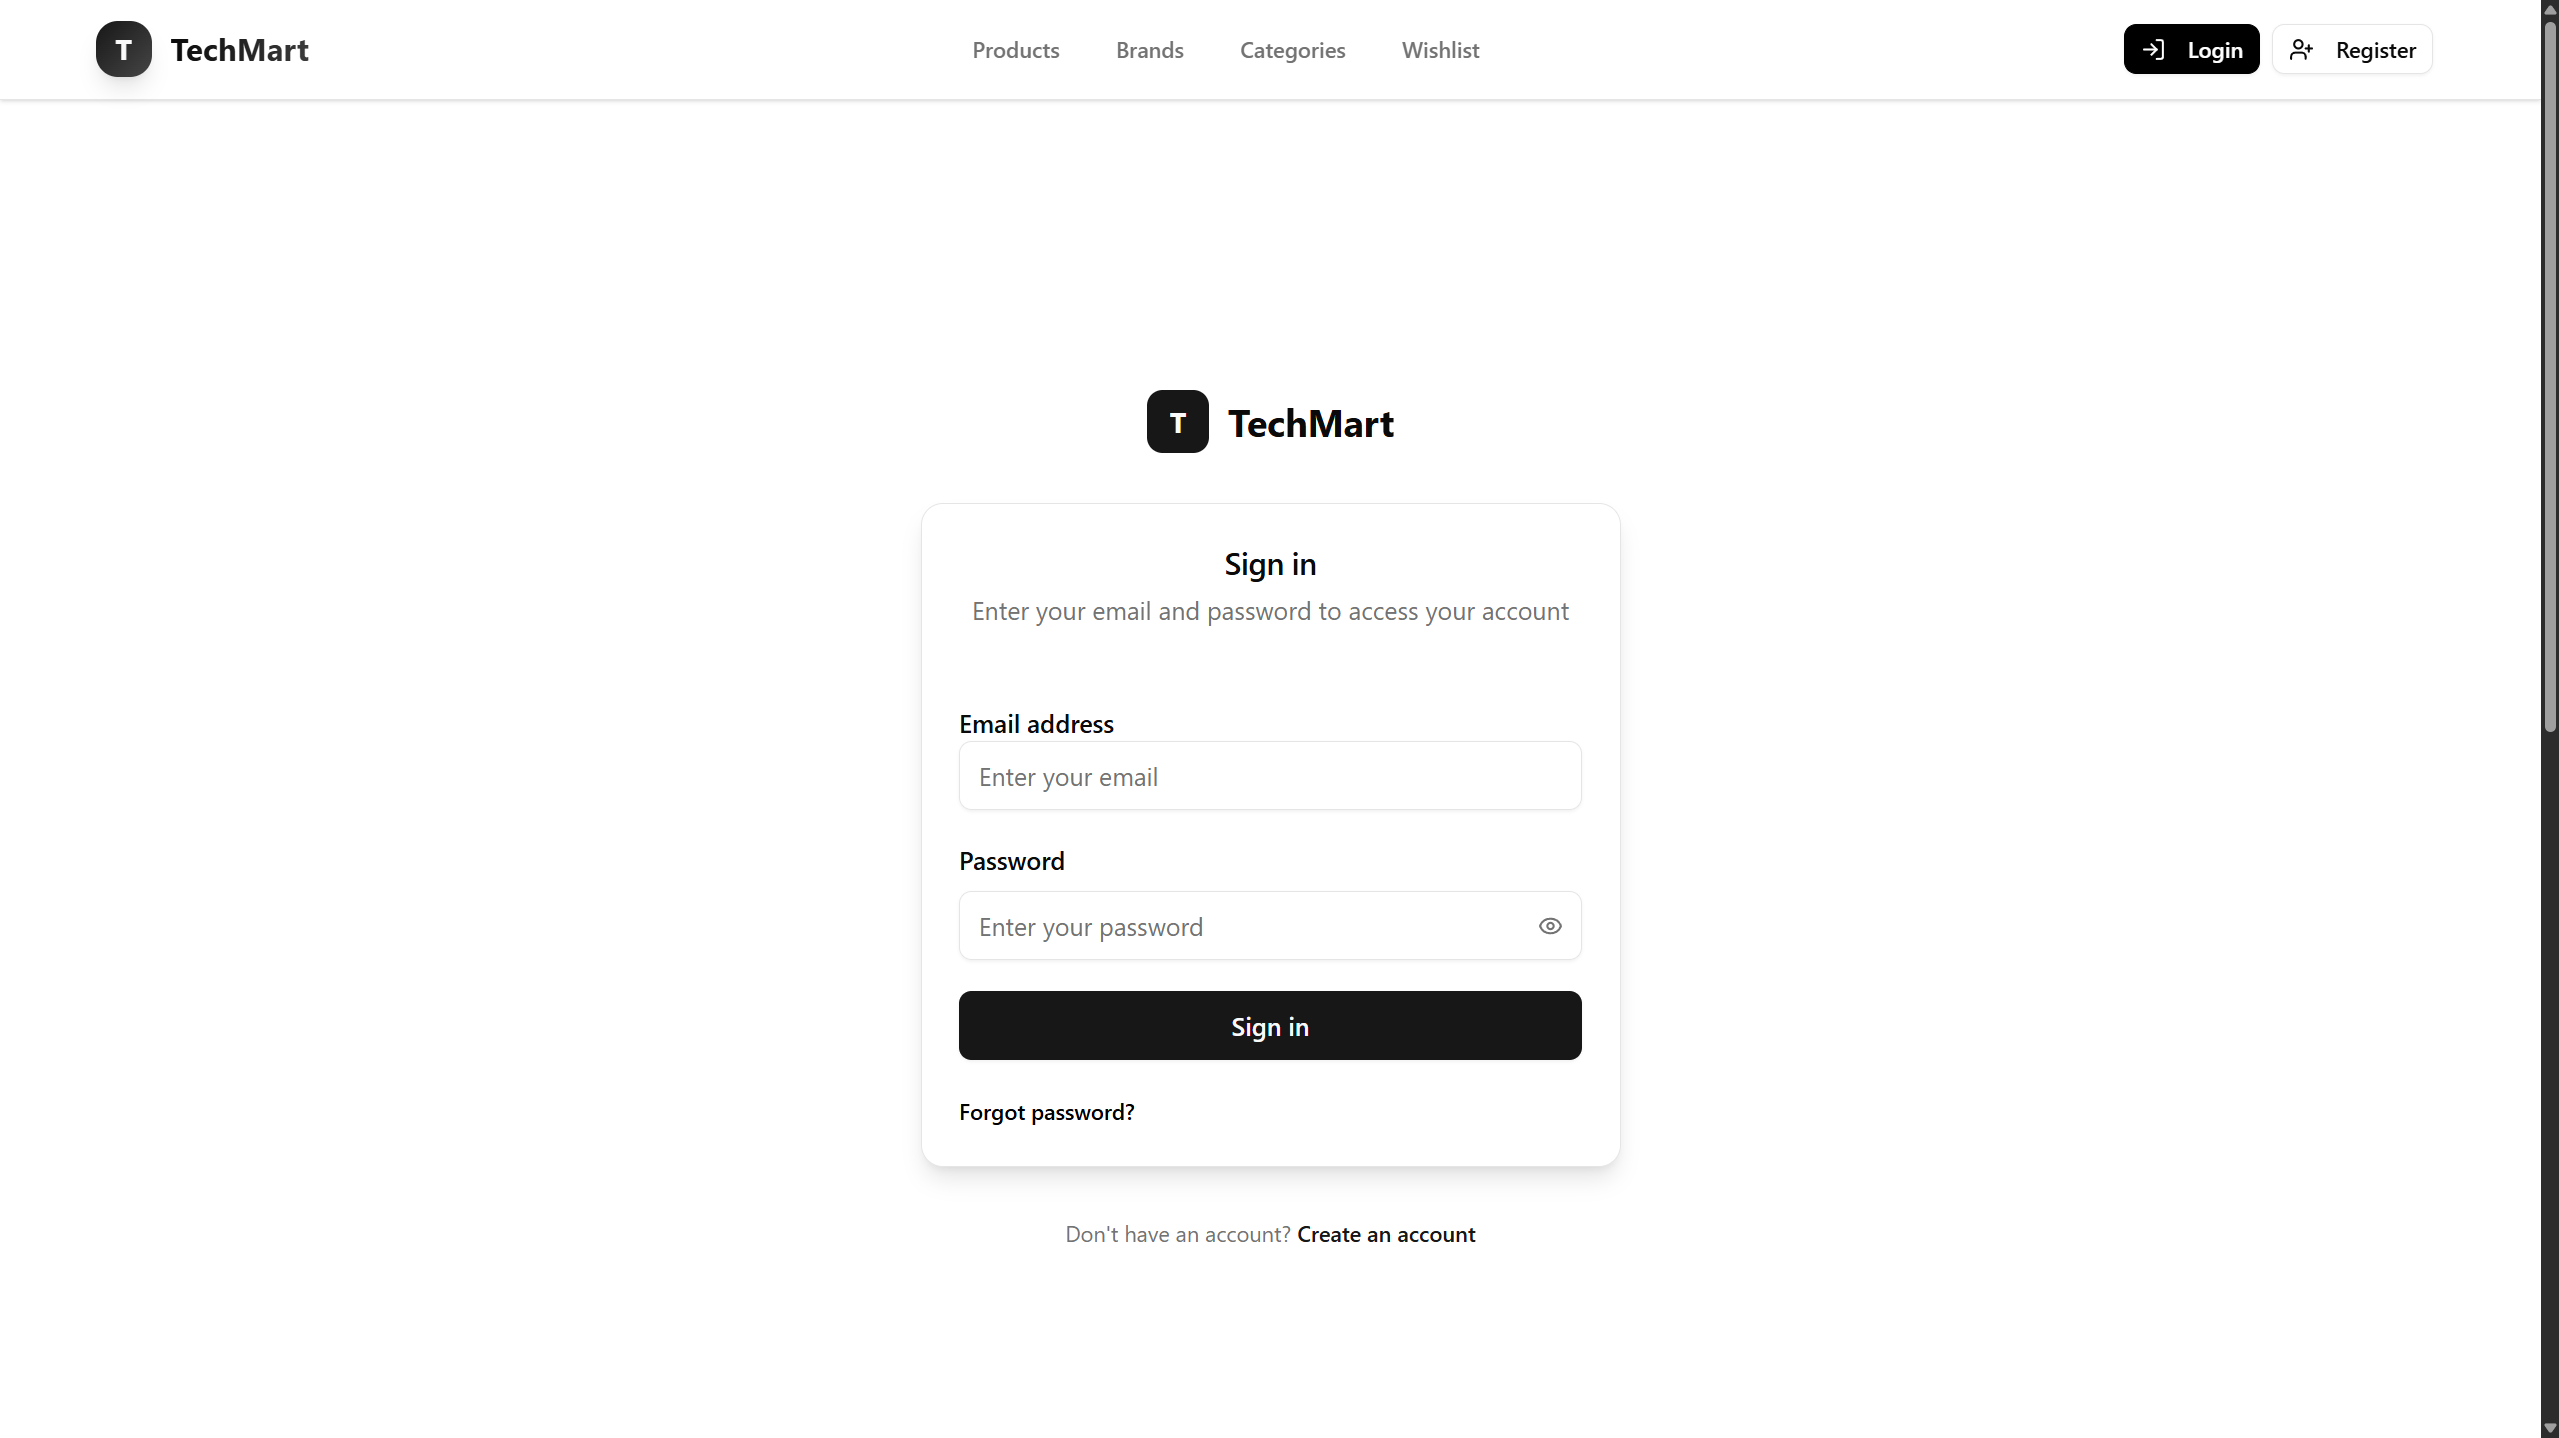 T TechMart
Products Brands Categories Wishlist
Login Register
T TechMart
Sign in
Enter your email and password to access your account
Email address
Enter your email
Password
Enter your password
Sign in
Forgot password?
Don't have an account? Create an account